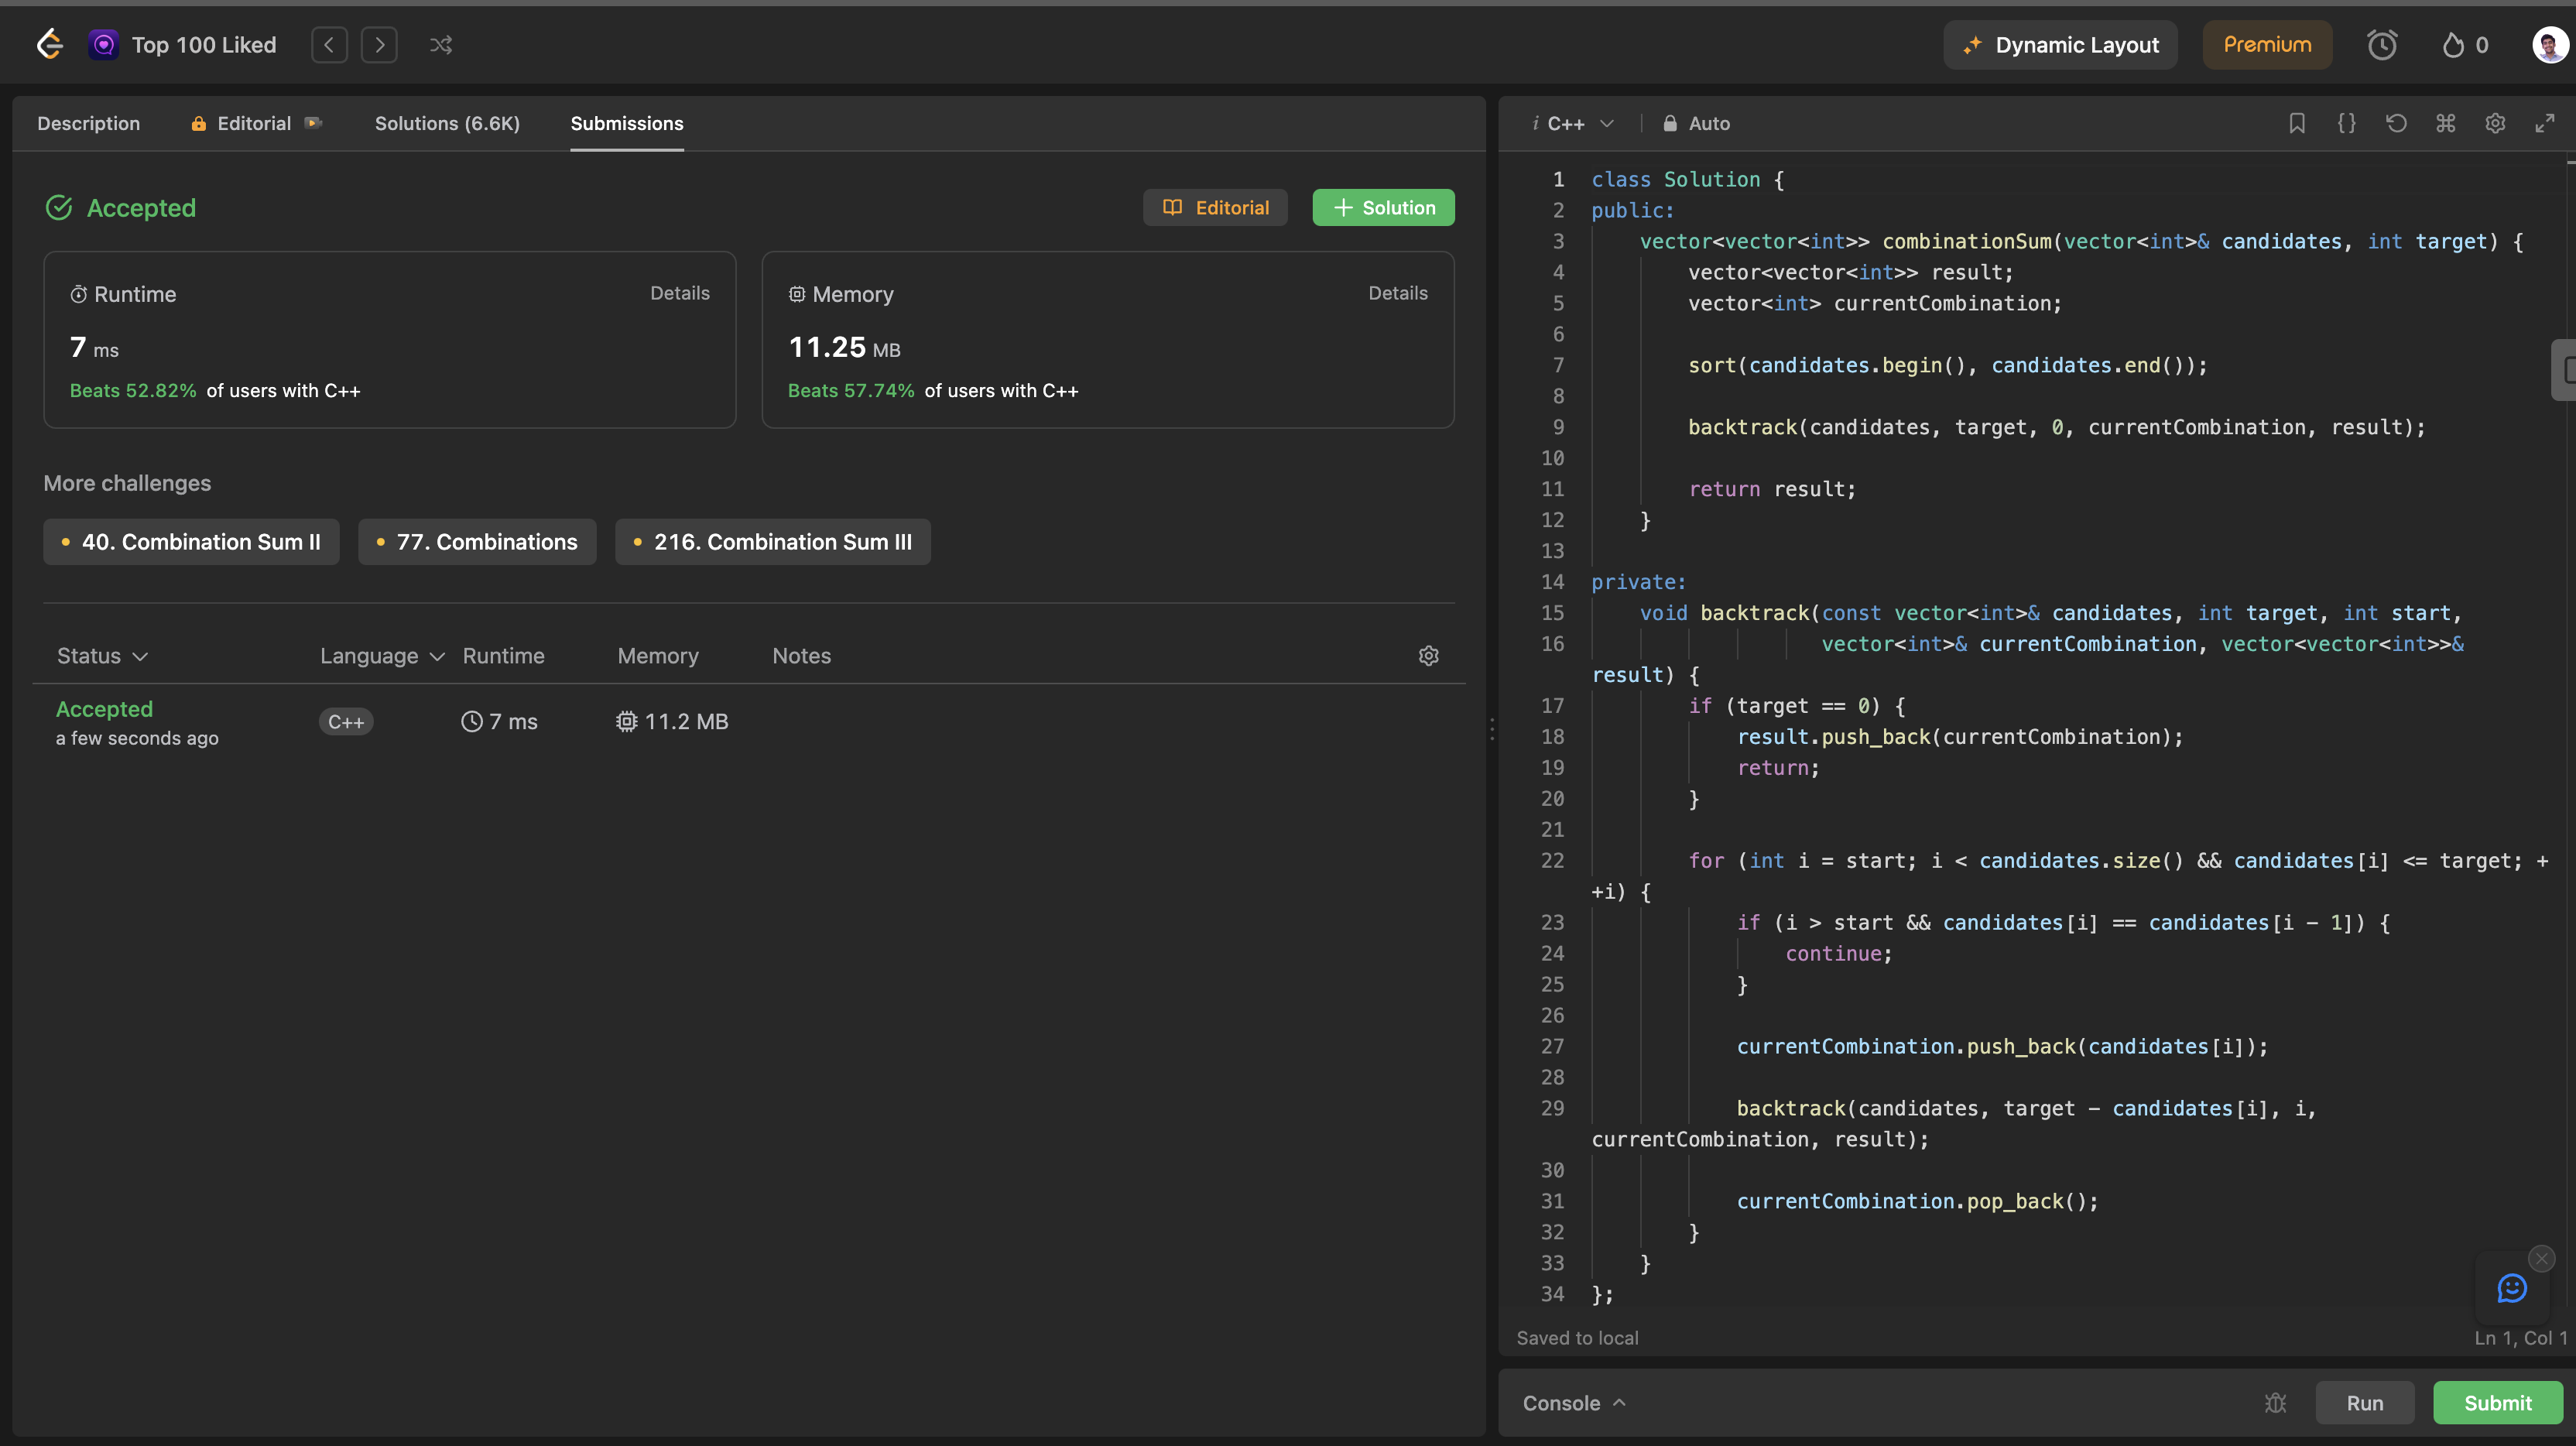 Top 100 Liked
Dynamic Layout
Premium
0
Description
Editorial
Solutions (6.6K)
Submissions
Accepted
Editorial
Solution
Runtime
Details
7 ms
Beats 52.82% of users with C++
Memory
Details
11.25 MB
Beats 57.74% of users with C++
More challenges
40. Combination Sum II
77. Combinations
216. Combination Sum III
Status Language Runtime Memory Notes
Accepted
a few seconds ago
C++
7 ms
11.2 MB
i C++
Auto
1 class Solution {
2 public:
3     vector<vector<int>> combinationSum(vector<int>& candidates, int target) {
4         vector<vector<int>> result;
5         vector<int> currentCombination;
6
7         sort(candidates.begin(), candidates.end());
8
9         backtrack(candidates, target, 0, currentCombination, result);
10
11         return result;
12     }
13
14 private:
15     void backtrack(const vector<int>& candidates, int target, int start,
16                    vector<int>& currentCombination, vector<vector<int>>&
result) {
17         if (target == 0) {
18             result.push_back(currentCombination);
19             return;
20         }
21
22         for (int i = start; i < candidates.size() && candidates[i] <= target; +
+i) {
23             if (i > start && candidates[i] == candidates[i - 1]) {
24                 continue;
25             }
26
27             currentCombination.push_back(candidates[i]);
28
29             backtrack(candidates, target - candidates[i], i,
currentCombination, result);
30
31             currentCombination.pop_back();
32         }
33     }
34 };
Saved to local
Ln 1, Col 1
Console
Run
Submit